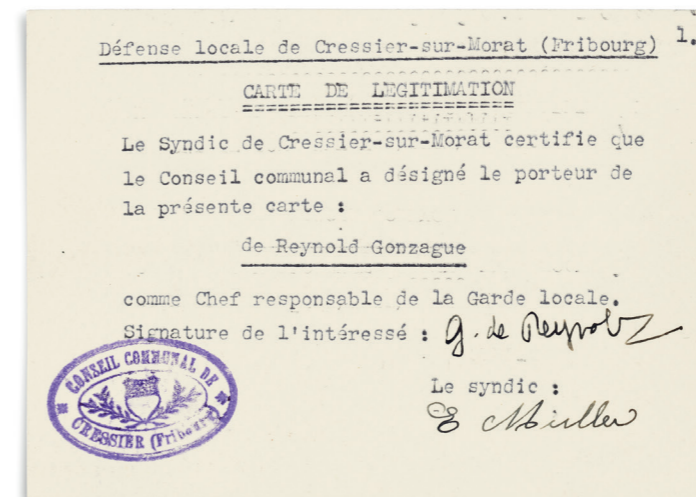 1.
Défense locale de Cressier-sur-Morat (Fribourg)
CARTE DE LEGITIMATION
Le Syndic de Cressier-sur-Morat certifie que
le Conseil communal a désigné le porteur de
la présente carte :
de Reynold Gonzague
comme Chef responsable de la Garde locale.
Signature de l'intéressé : G. de Reynold
CONSEIL COMMUNAL DE
CRESSIER (Fribourg)
Le syndic :
E Müller